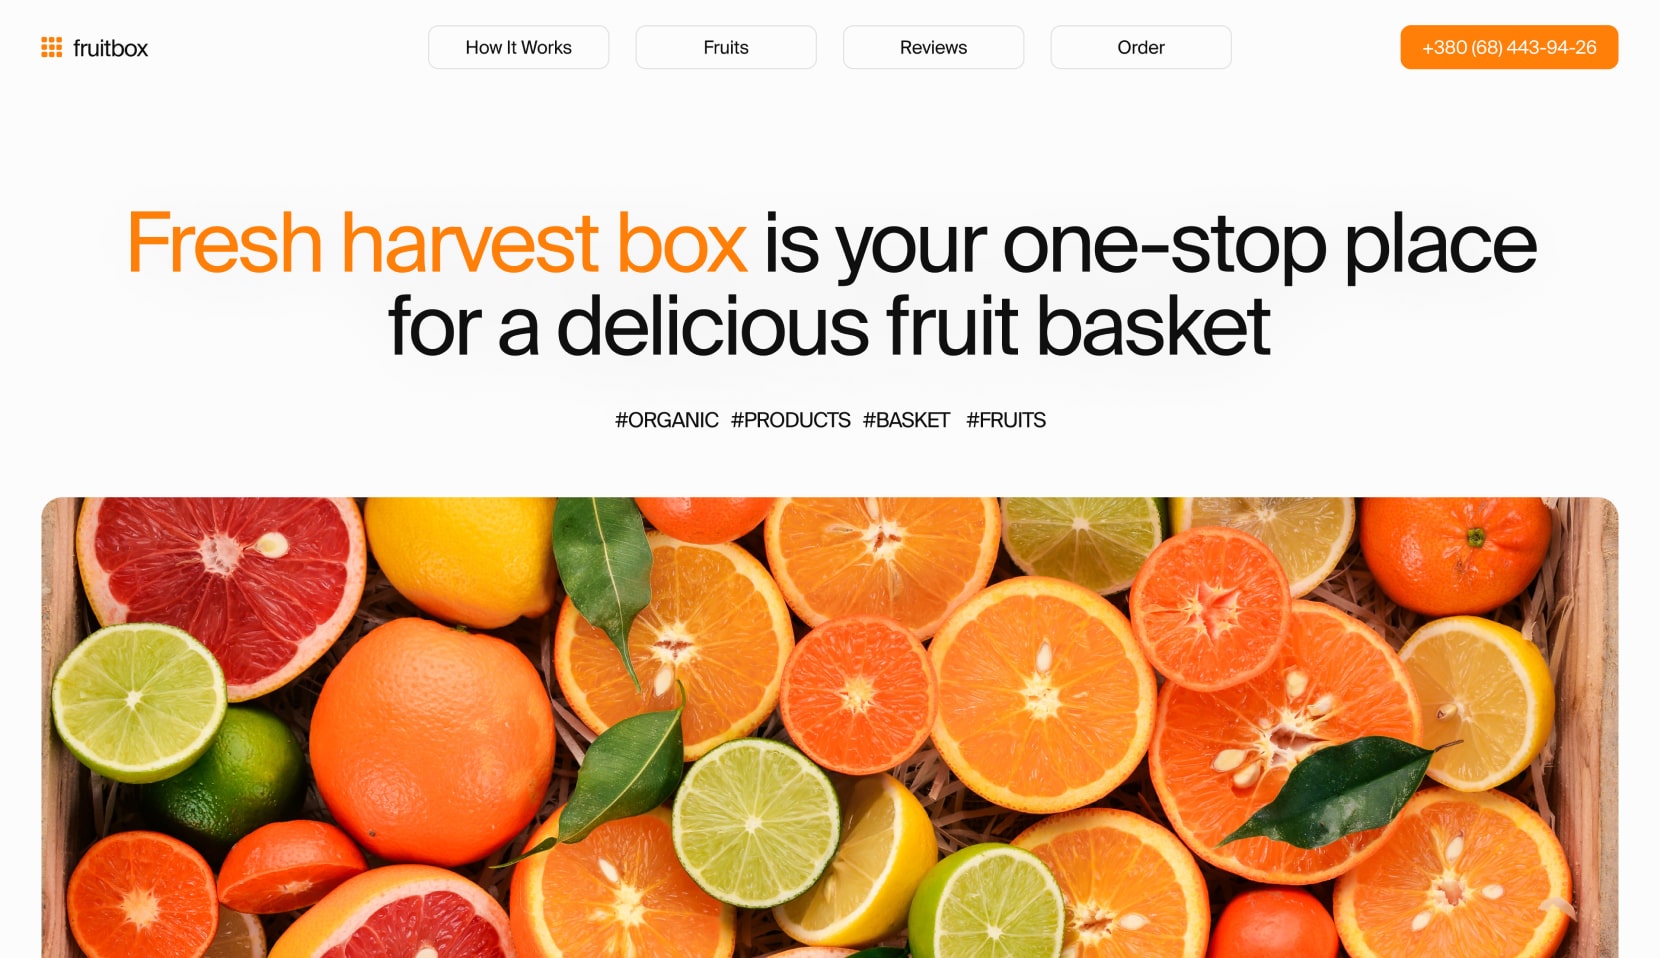 fruitbox
How It Works
Fruits
Reviews
Order
+380 (68) 443-94-26
Fresh harvest box is your one-stop place
for a delicious fruit basket
#ORGANIC #PRODUCTS #BASKET #FRUITS